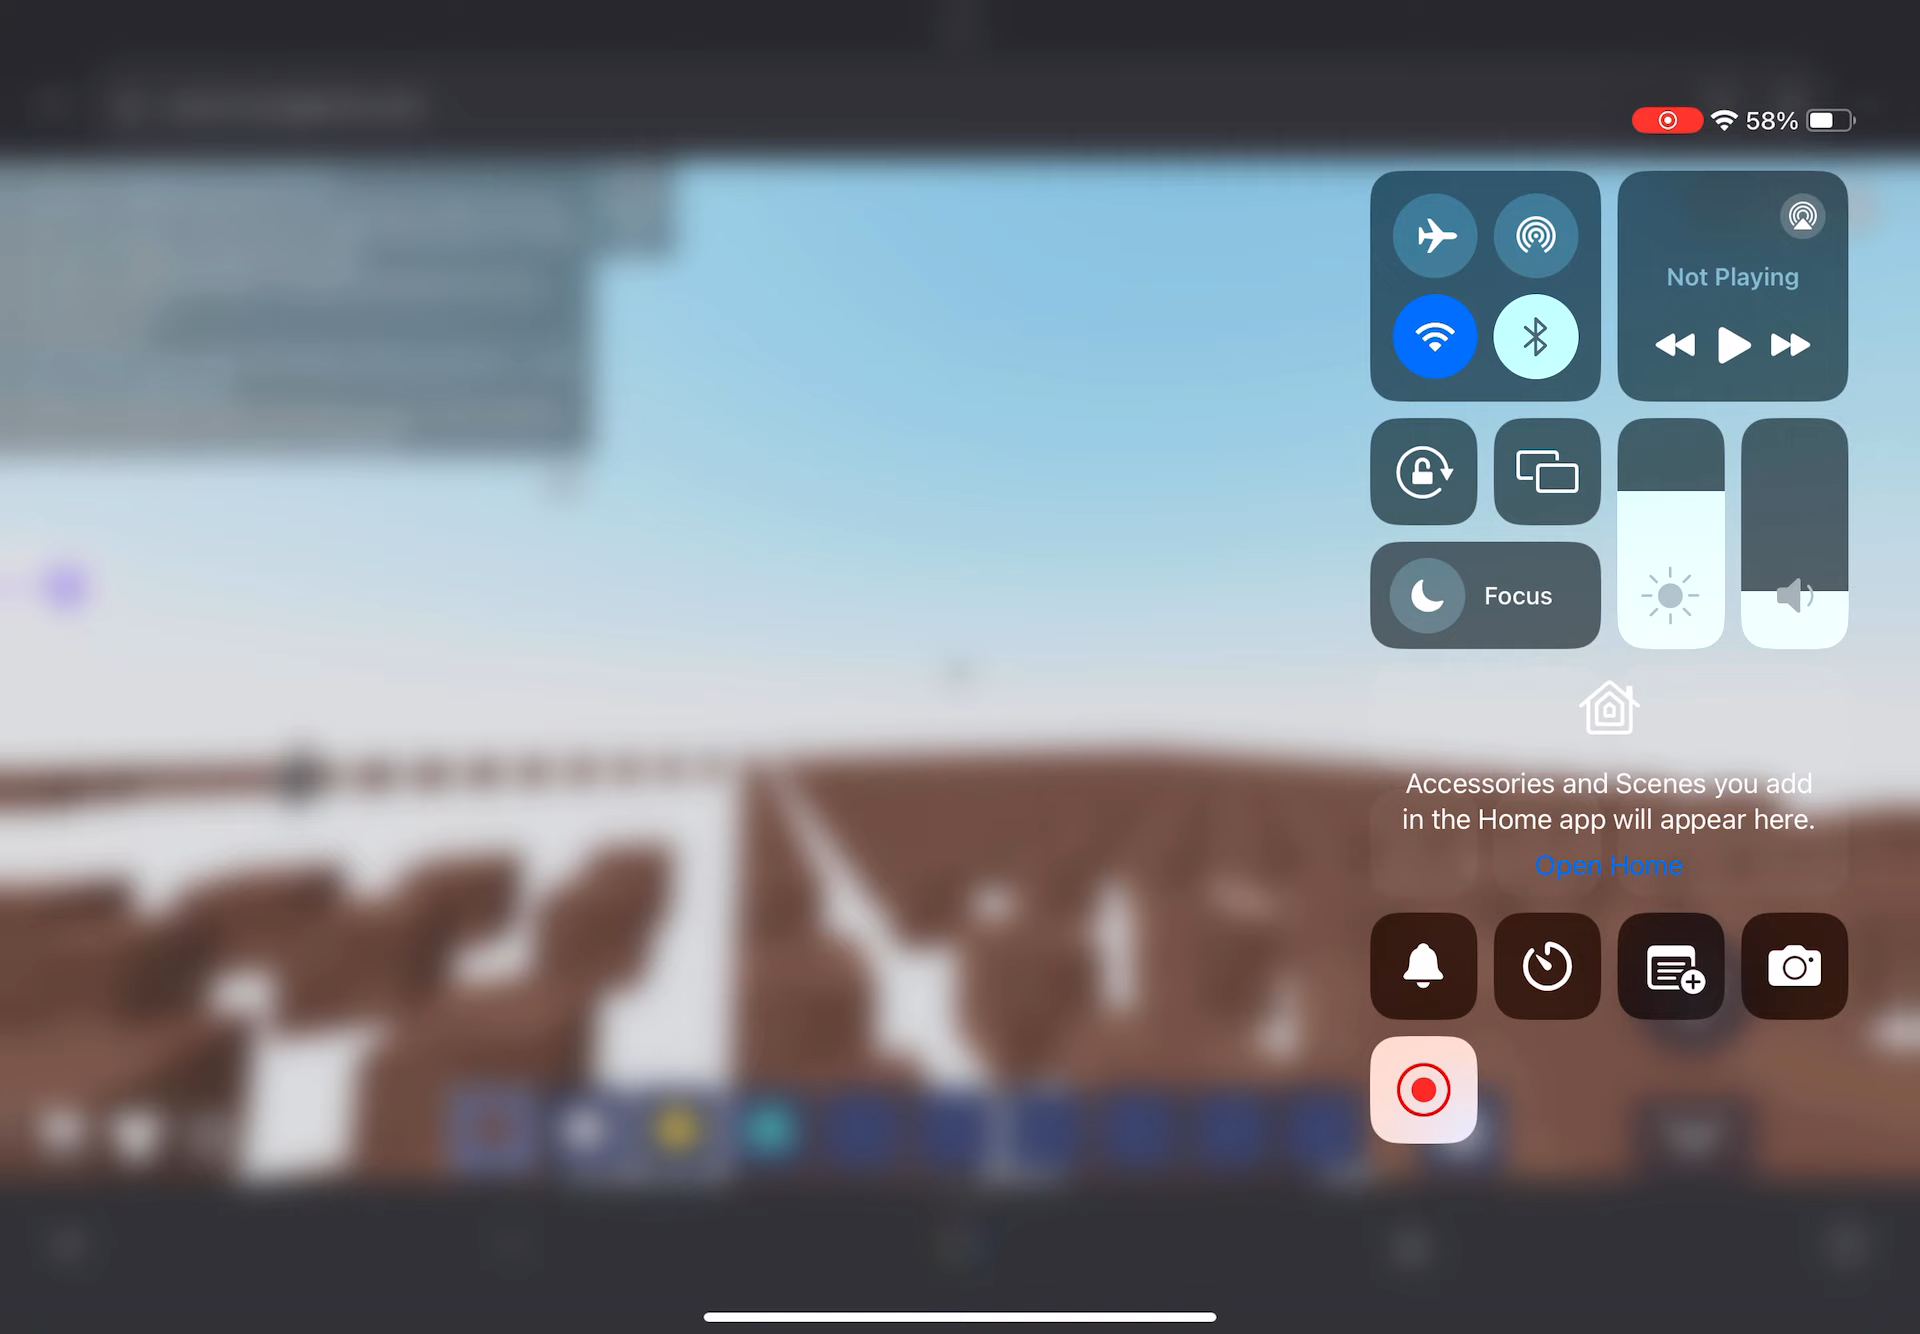 58%
Not Playing
Focus
Accessories and Scenes you add
in the Home app will appear here.
Open Home